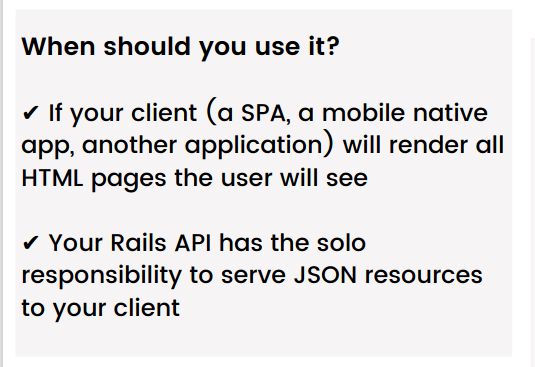 When should you use it?
✔ If your client (a SPA, a mobile native
app, another application) will render all
HTML pages the user will see
✔ Your Rails API has the solo
responsibility to serve JSON resources
to your client